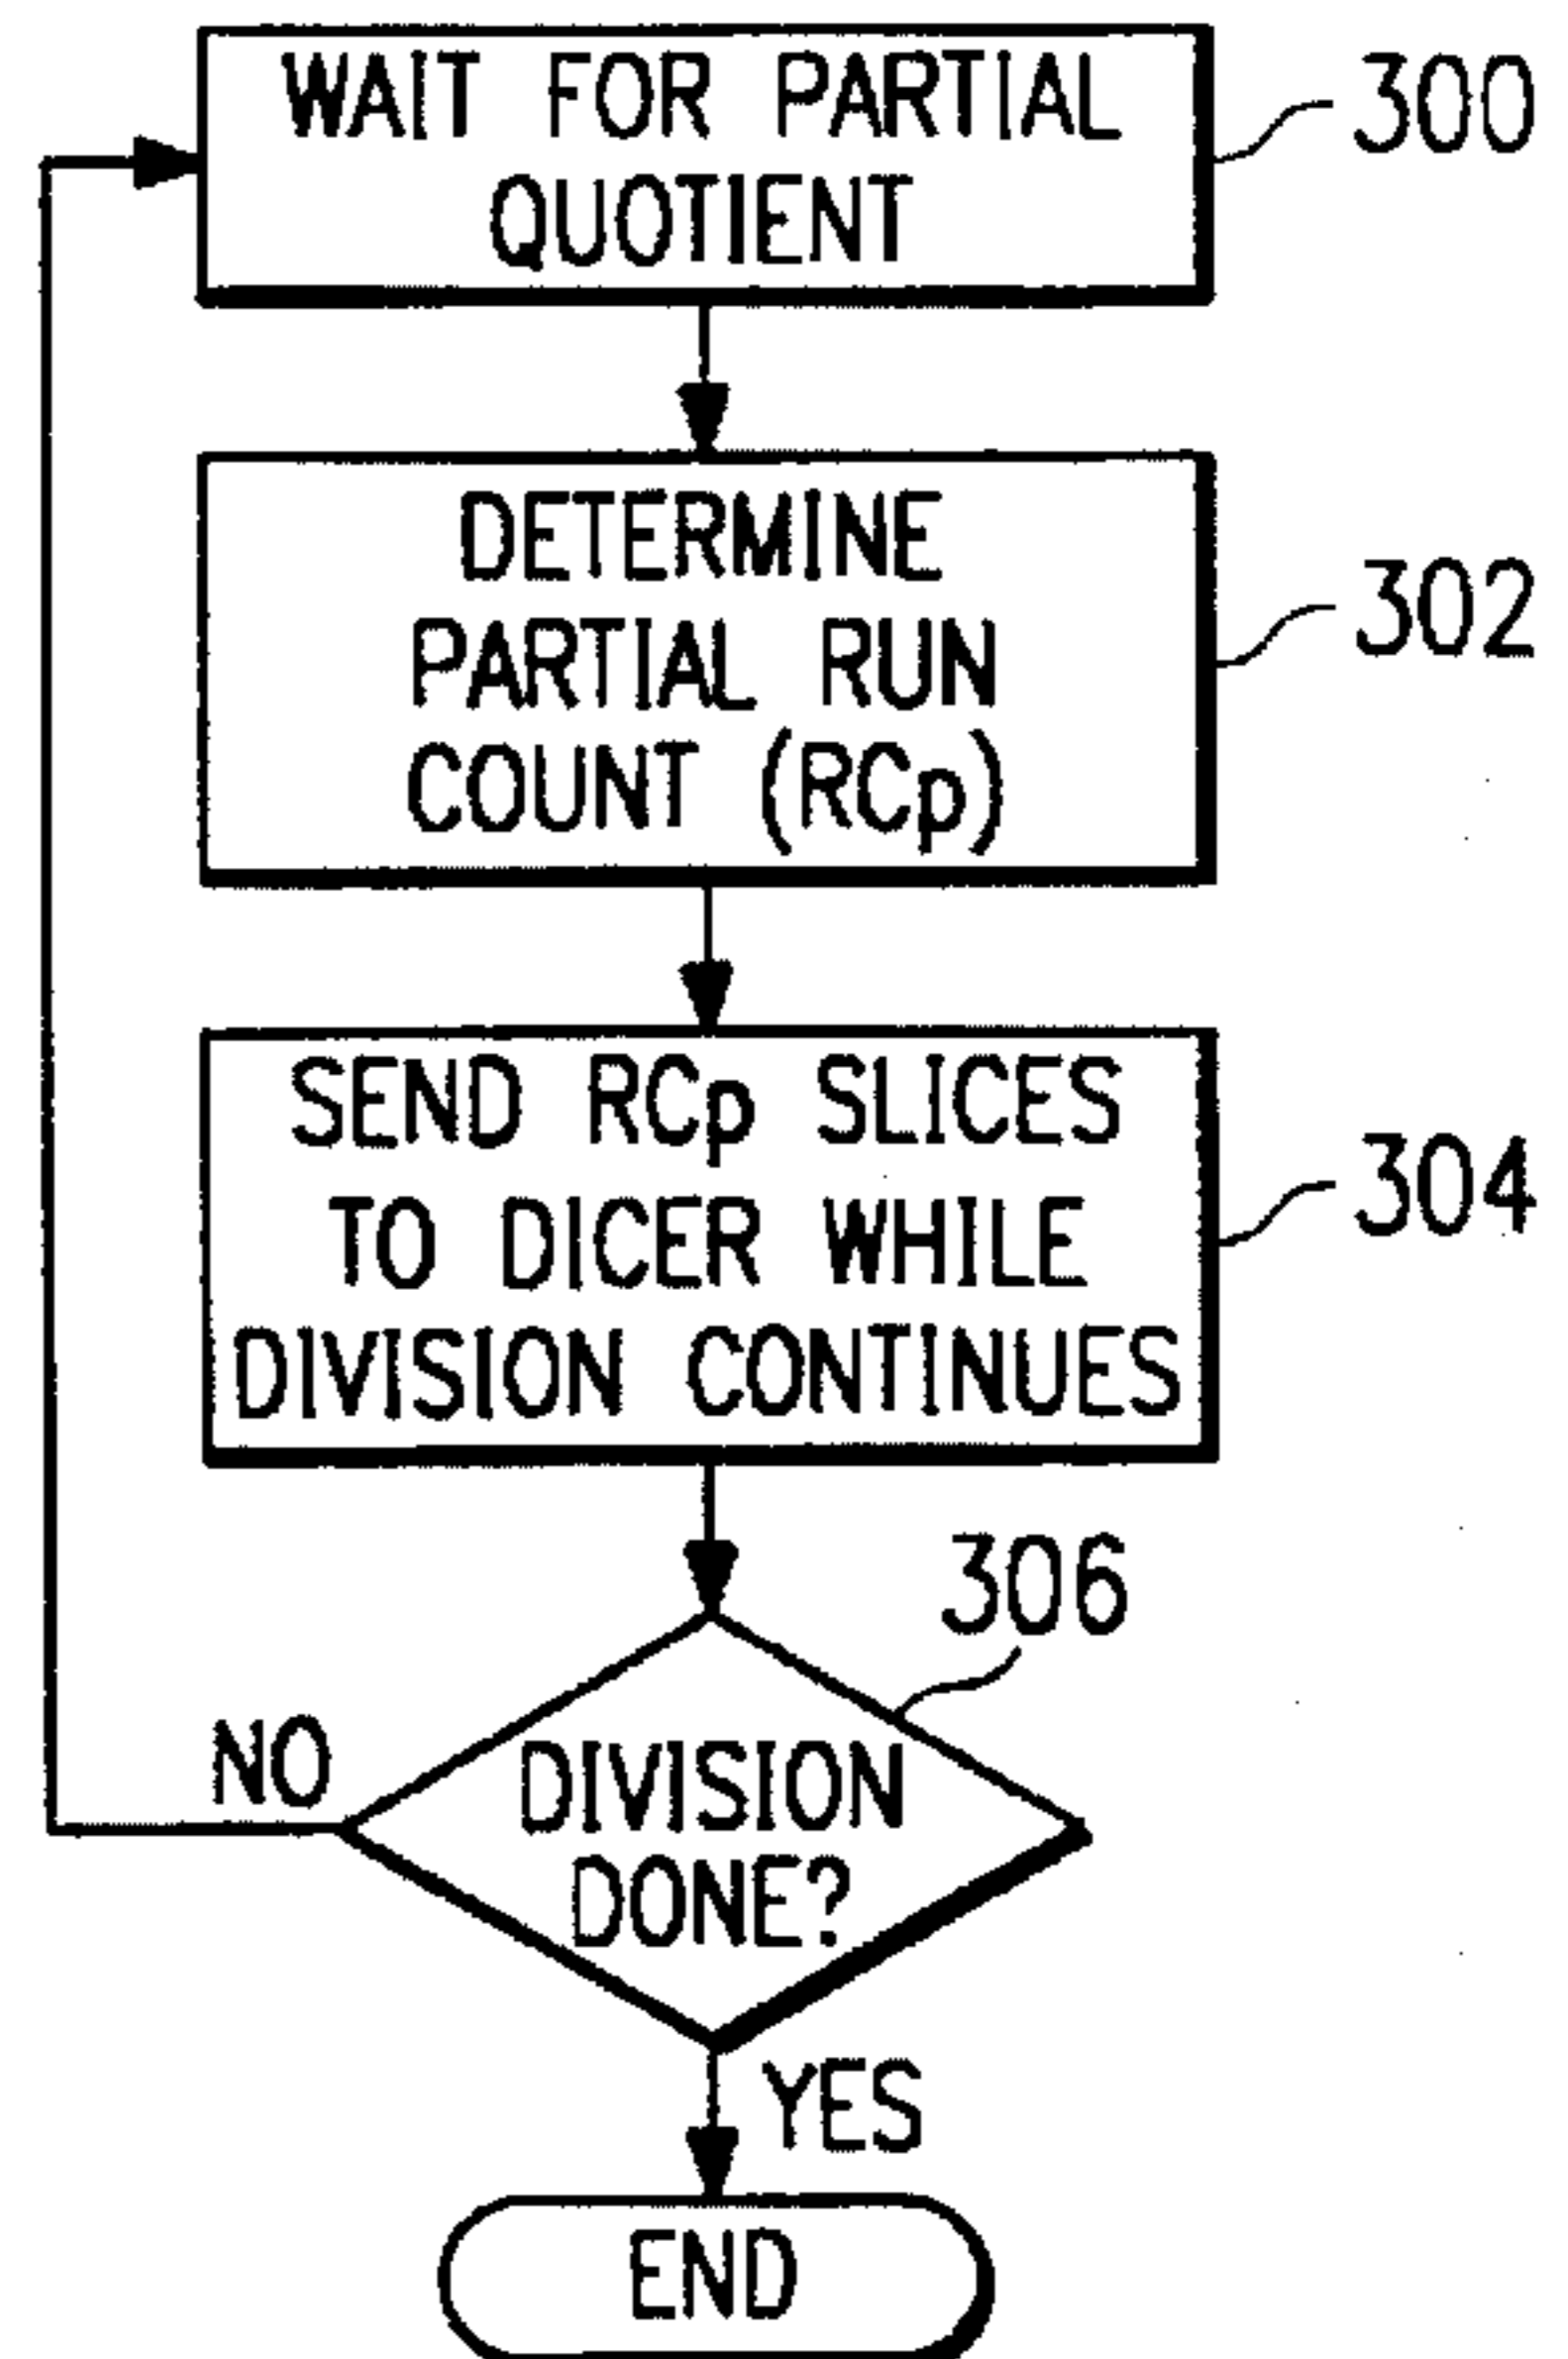 WAIT FOR PARTIAL
QUOTIENT
300
DETERMINE
PARTIAL RUN
COUNT (RCp)
302
SEND RCp SLICES
TO DICER WHILE
DIVISION CONTINUES
304
306
NO
DIVISION
DONE?
YES
END